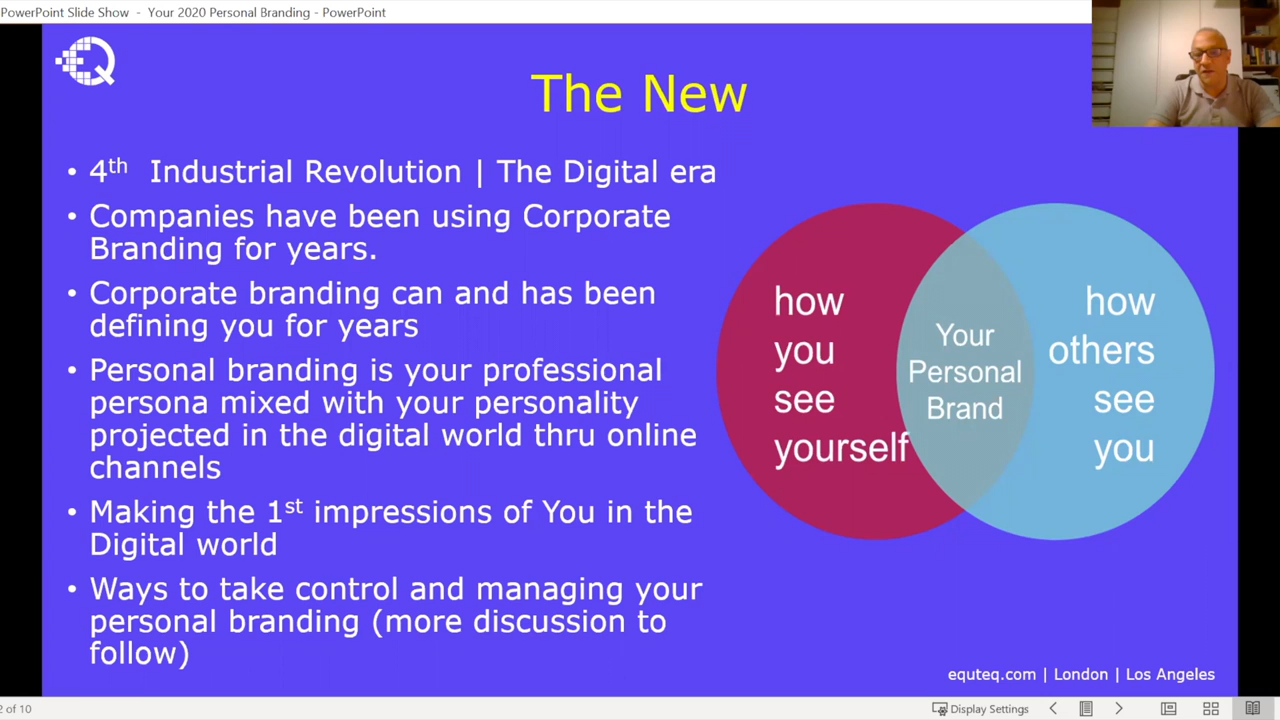 PowerPoint Slide Show - Your 2020 Personal Branding - PowerPoint
The New
• 4th Industrial Revolution | The Digital era
• Companies have been using Corporate
Branding for years.
• Corporate branding can and has been
defining you for years
• Personal branding is your professional
persona mixed with your personality
projected in the digital world thru online
channels
• Making the 1st impressions of You in the
Digital world
• Ways to take control and managing your
personal branding (more discussion to
follow)
how
you
see
yourself
Your
Personal
Brand
how
others
see
you
equteq.com | London | Los Angeles
2 of 10
Display Settings